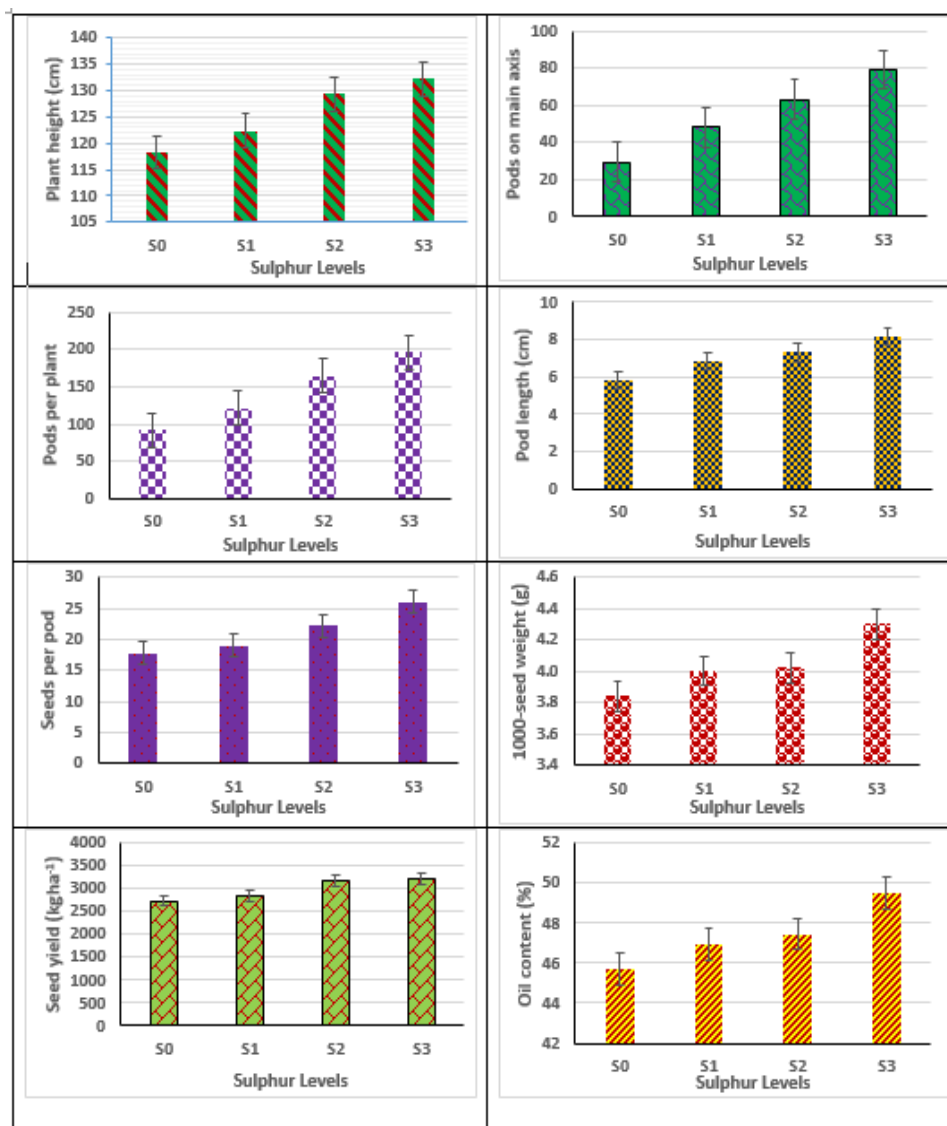 Plant height (cm)
140
135
130
125
120
115
110
105
S0 S1 S2 S3
Sulphur Levels
Pods on main axis
100
80
60
40
20
0
S0 S1 S2 S3
Sulphur Levels
Pods per plant
250
200
150
100
50
0
S0 S1 S2 S3
Sulphur Levels
Pod length (cm)
10
8
6
4
2
0
S0 S1 S2 S3
Sulphur Levels
Seeds per pod
30
25
20
15
10
5
0
S0 S1 S2 S3
Sulphur Levels
1000-seed weight (g)
4.6
4.4
4.2
4.0
3.8
3.6
3.4
S0 S1 S2 S3
Sulphur Levels
Seed yield (kgha⁻¹)
4000
3500
3000
2500
2000
1500
1000
500
0
S0 S1 S2 S3
Sulphur Levels
Oil content (%)
52
50
48
46
44
42
S0 S1 S2 S3
Sulphur Levels